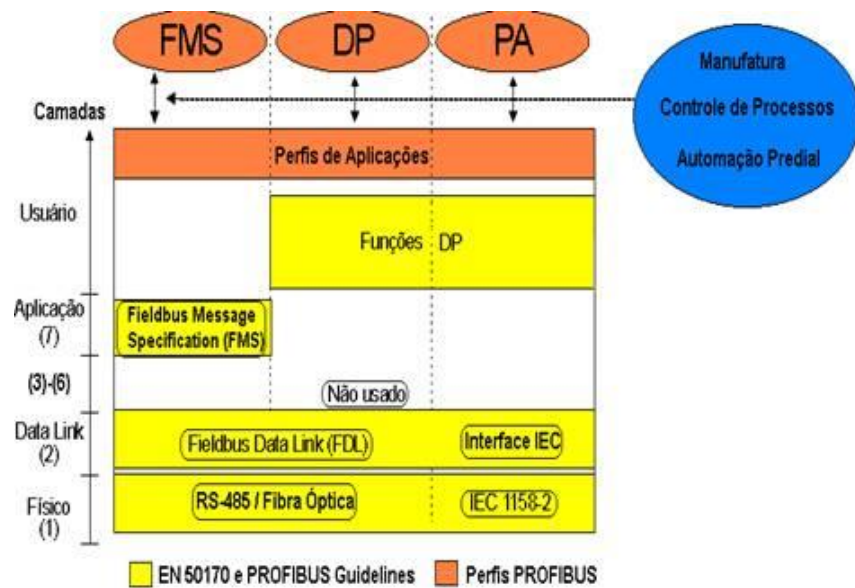 FMS
DP
PA
Manufatura
Controle de Processos
Automação Predial
Camadas
Perfis de Aplicações
Usuário
Funções DP
Aplicação
(7)
Fieldbus Message
Specification (FMS)
(3)-(6)
Não usado
Data Link
(2)
Fieldbus Data Link (FDL)
Interface IEC
Físico
(1)
RS-485 / Fibra Óptica
IEC 1158-2
EN 50170 e PROFIBUS Guidelines
Perfis PROFIBUS